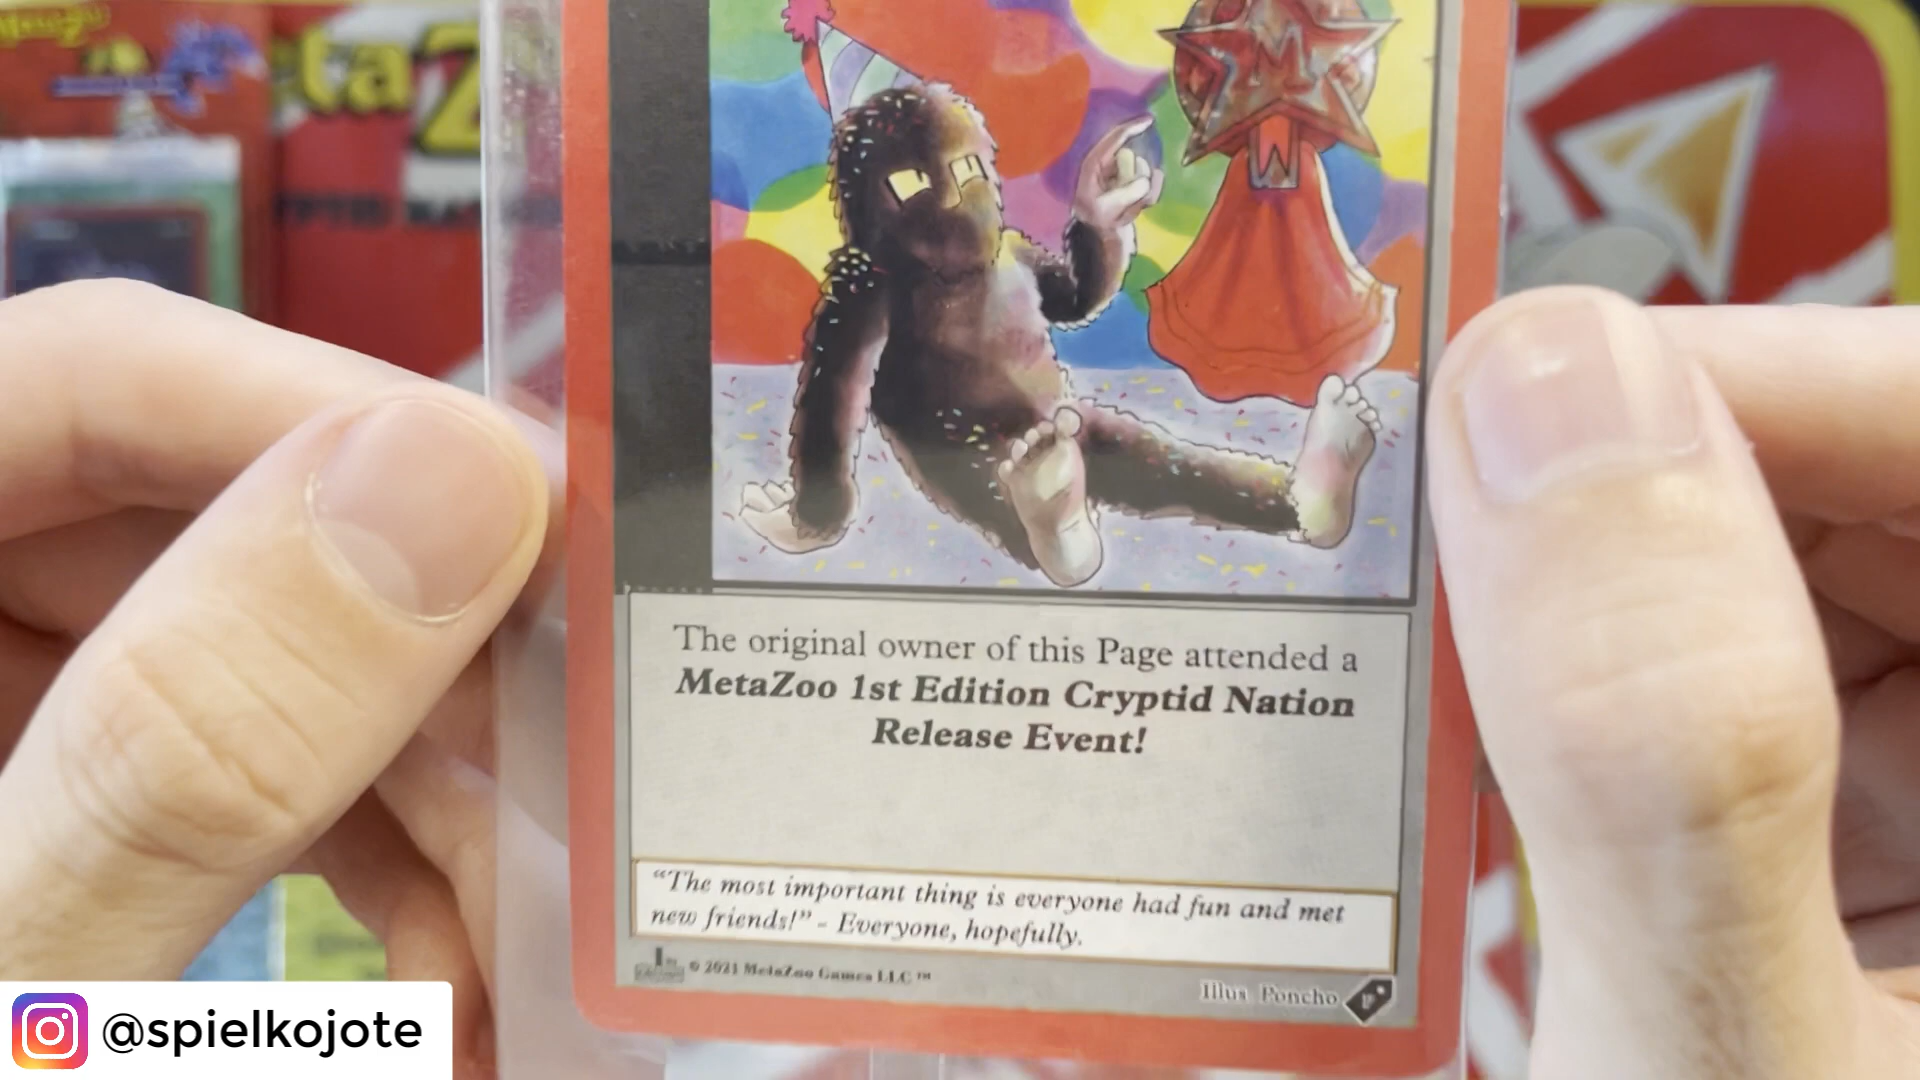 taZ
M
The original owner of this Page attended a
MetaZoo 1st Edition Cryptid Nation
Release Event!
“The most important thing is everyone had fun and met
new friends!” - Everyone, hopefully.
© 2021 MetaZoo Games LLC ™
Illus Poncho
@spielkojote